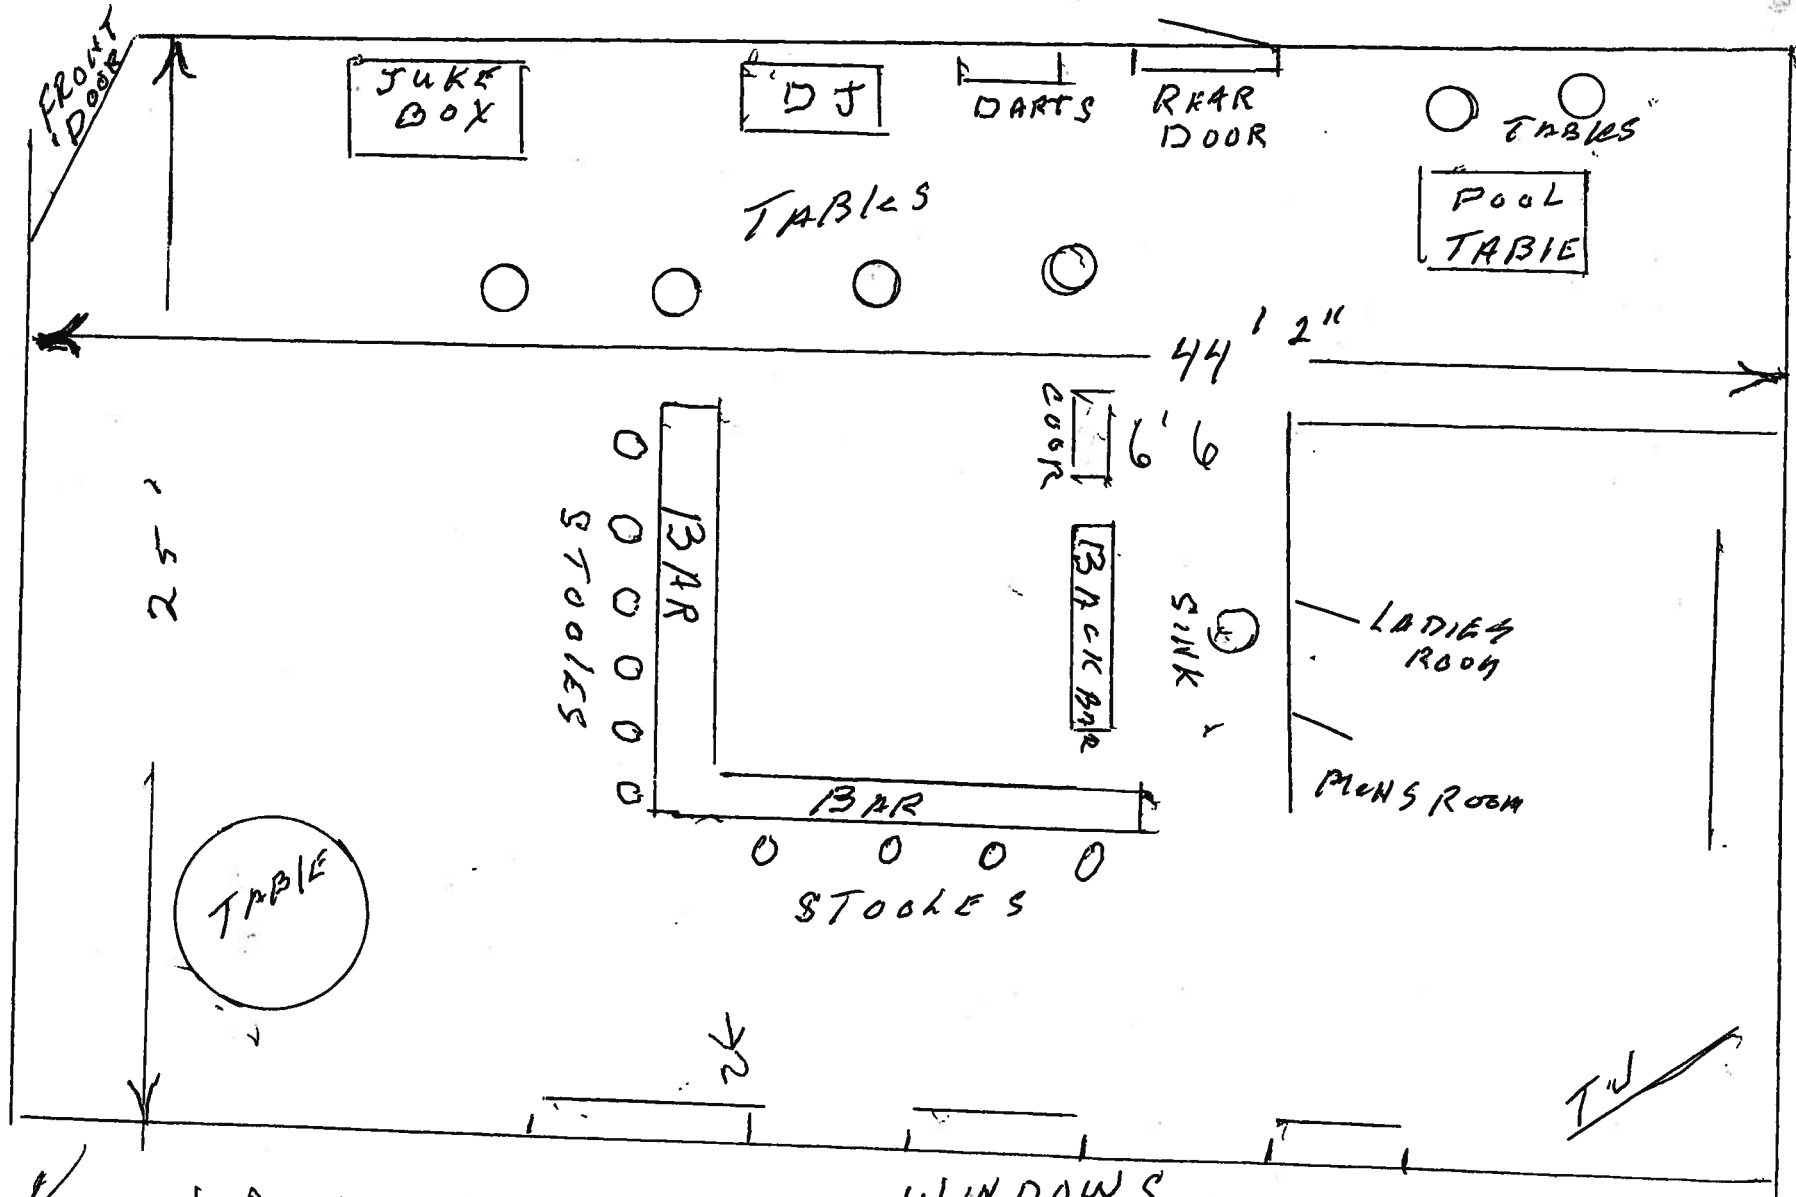 FRONT
DOOR
JUKE
BOX
DJ
DARTS
REAR
DOOR
TABLES
TABLES
POOL
TABLE
44' 2"
COOR
6' 6
25'
STOOLES
BAR
BACK BAR
SINK
LADIES
ROOM
MENS ROOM
BAR
STOOLES
TABLE
TV
WINDOWS